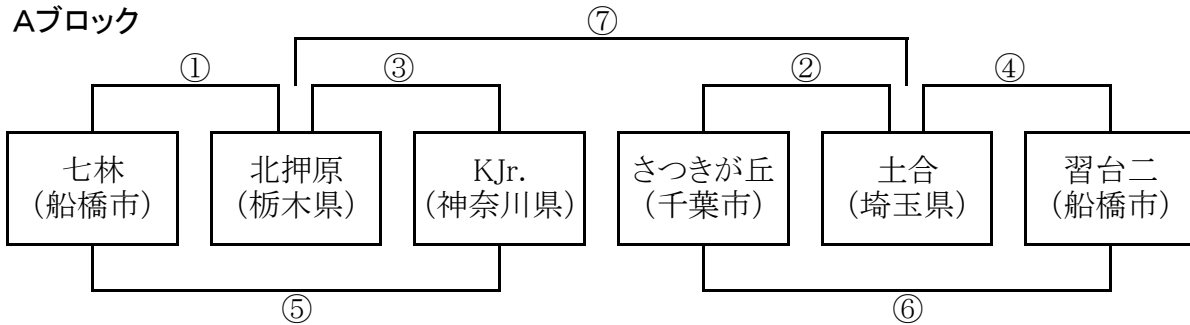 Aブロック
⑦
① ③ ② ④
七林
(船橋市)
北押原
(栃木県)
KJr.
(神奈川県)
さつきが丘
(千葉市)
土合
(埼玉県)
習台二
(船橋市)
⑤ ⑥